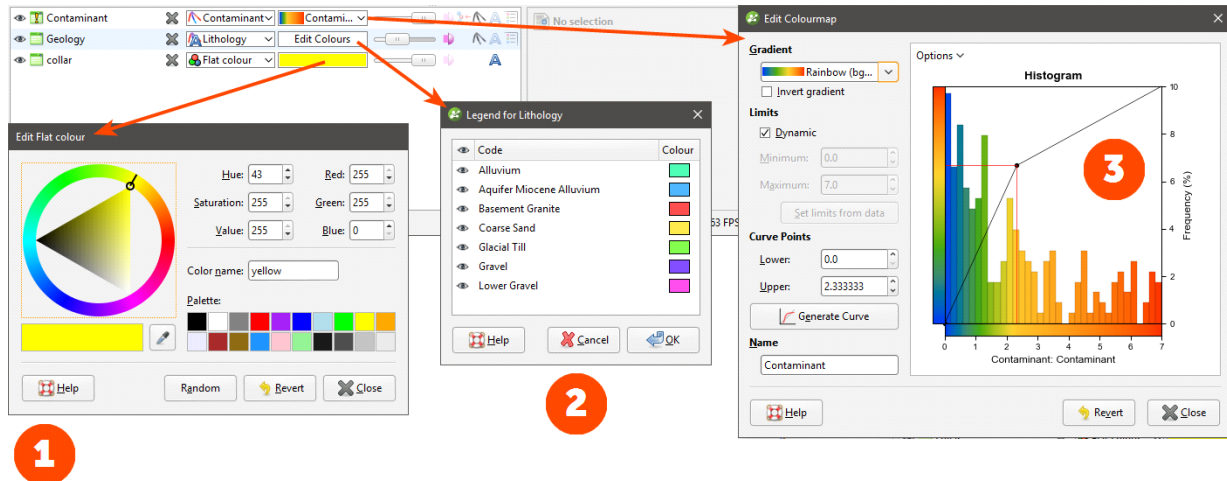 Contaminant Contaminant Contami...
Geology Lithology Edit Colours
collar Flat colour
No selection
Edit Flat colour
Hue: 43 Red: 255
Saturation: 255 Green: 255
Value: 255 Blue: 0
Color name: yellow
Palette:
Help Random Revert Close
1
Legend for Lithology
Code Colour
Alluvium
Aquifer Miocene Alluvium
Basement Granite
Coarse Sand
Glacial Till
Gravel
Lower Gravel
Help Cancel OK
2
53 FPS
Edit Colourmap
Gradient
Rainbow (bg...
Invert gradient
Limits
Dynamic
Minimum: 0.0
Maximum: 7.0
Set limits from data
Curve Points
Lower: 0.0
Upper: 2.333333
Generate Curve
Name
Contaminant
Options
Histogram
10
8
6
4
2
0
Frequency (%)
0 1 2 3 4 5 6 7
Contaminant: Contaminant
3
Help Revert Close